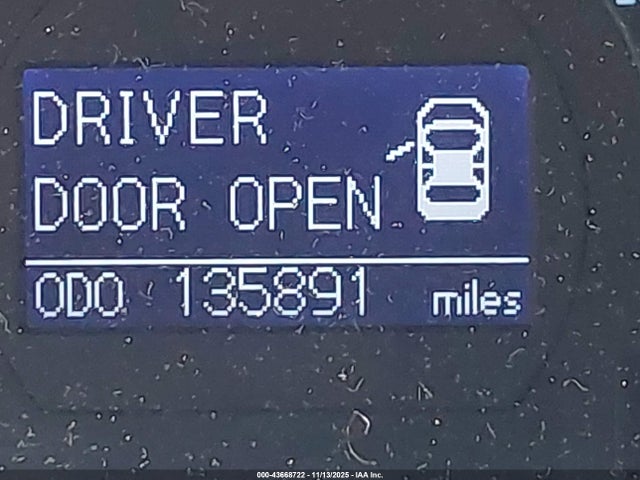 DRIVER
DOOR OPEN
ODO 135891 miles
000-43668722 - 11/13/2025 - IAA Inc.